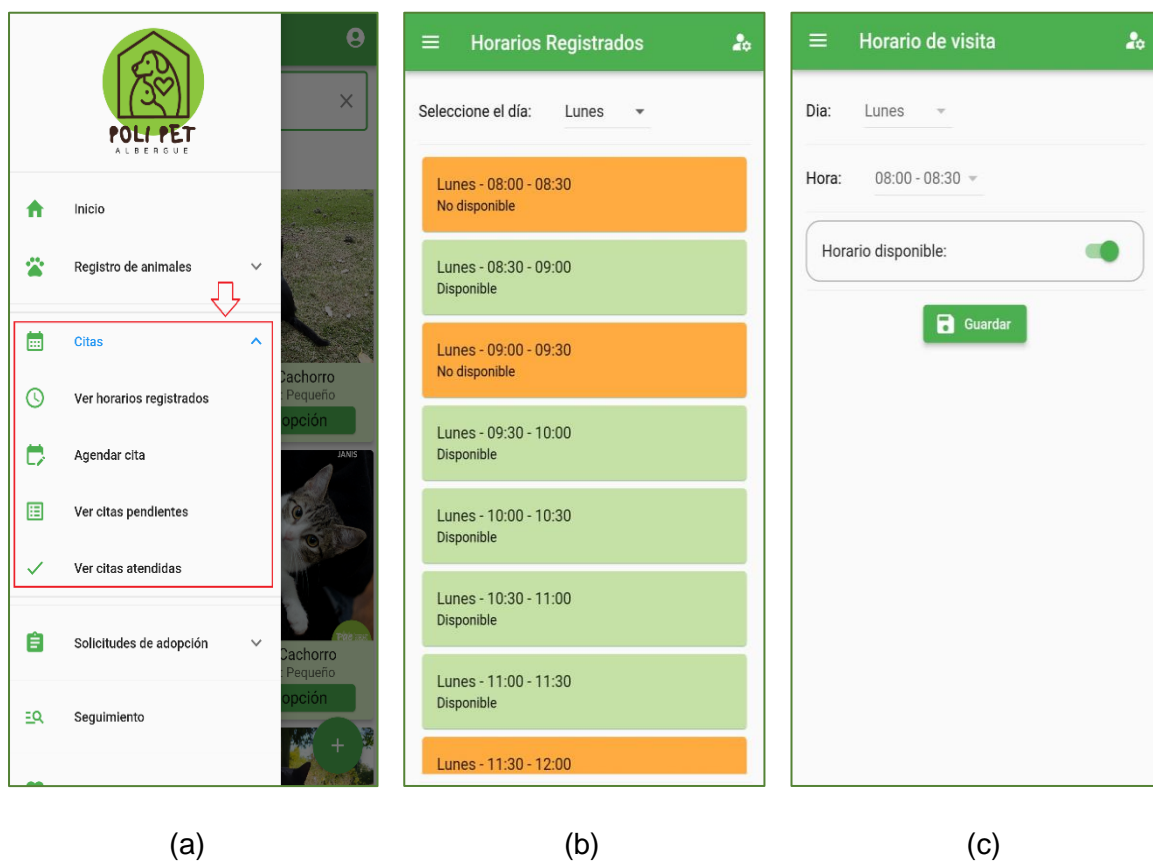 POLI PET
ALBERGUE
Inicio
Registro de animales
Citas
Ver horarios registrados
Agendar cita
Ver citas pendientes
Ver citas atendidas
Solicitudes de adopción
Seguimiento
Cachorro
: Pequeño
opción
JANIS
Cachorro
: Pequeño
opción
+
(a)
Horarios Registrados
Seleccione el día: Lunes
Lunes - 08:00 - 08:30
No disponible
Lunes - 08:30 - 09:00
Disponible
Lunes - 09:00 - 09:30
No disponible
Lunes - 09:30 - 10:00
Disponible
Lunes - 10:00 - 10:30
Disponible
Lunes - 10:30 - 11:00
Disponible
Lunes - 11:00 - 11:30
Disponible
Lunes - 11:30 - 12:00
(b)
Horario de visita
Dia: Lunes
Hora: 08:00 - 08:30
Horario disponible:
Guardar
(c)